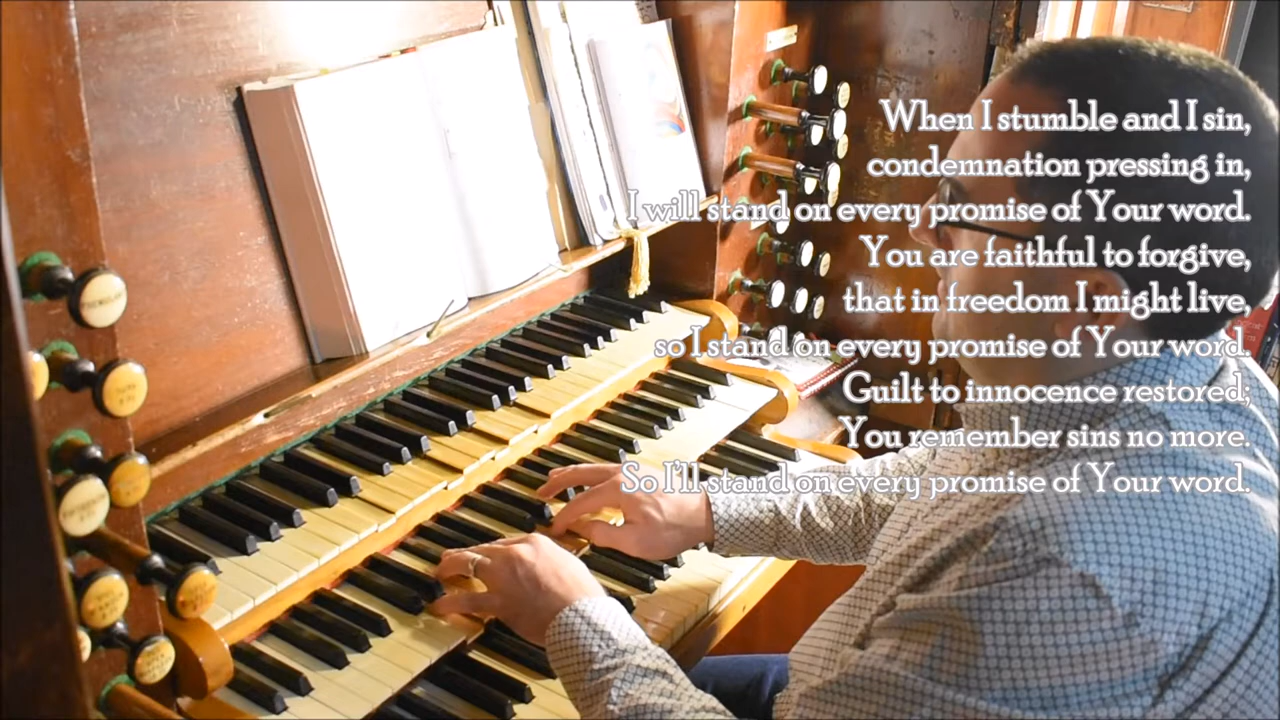 When I stumble and I sin,
condemnation pressing in,
I will stand on every promise of Your word.
You are faithful to forgive,
that in freedom I might live,
so I stand on every promise of Your word.
Guilt to innocence restored;
You remember sins no more.
So I'll stand on every promise of Your word.